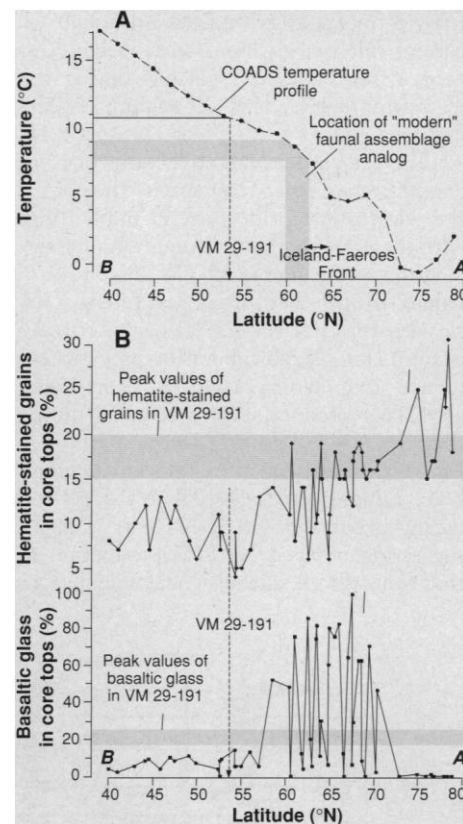 A
15
10
5
0
Temperature (°C)
COADS temperature
profile
Location of "modern"
faunal assemblage
analog
VM 29-191
Iceland-Faeroes
Front
B
A
40 45 50 55 60 65 70 75
Latitude (°N)
B
30
25
20
15
10
5
Hematite-stained grains
in core tops (%)
Peak values of
hematite-stained
grains in VM 29-191
100
80
60
40
20
0
Basaltic glass
in core tops (%)
VM 29-191
Peak values of
basaltic glass
in VM 29-191
B
A
40 45 50 55 60 65 70 75
Latitude (°N)